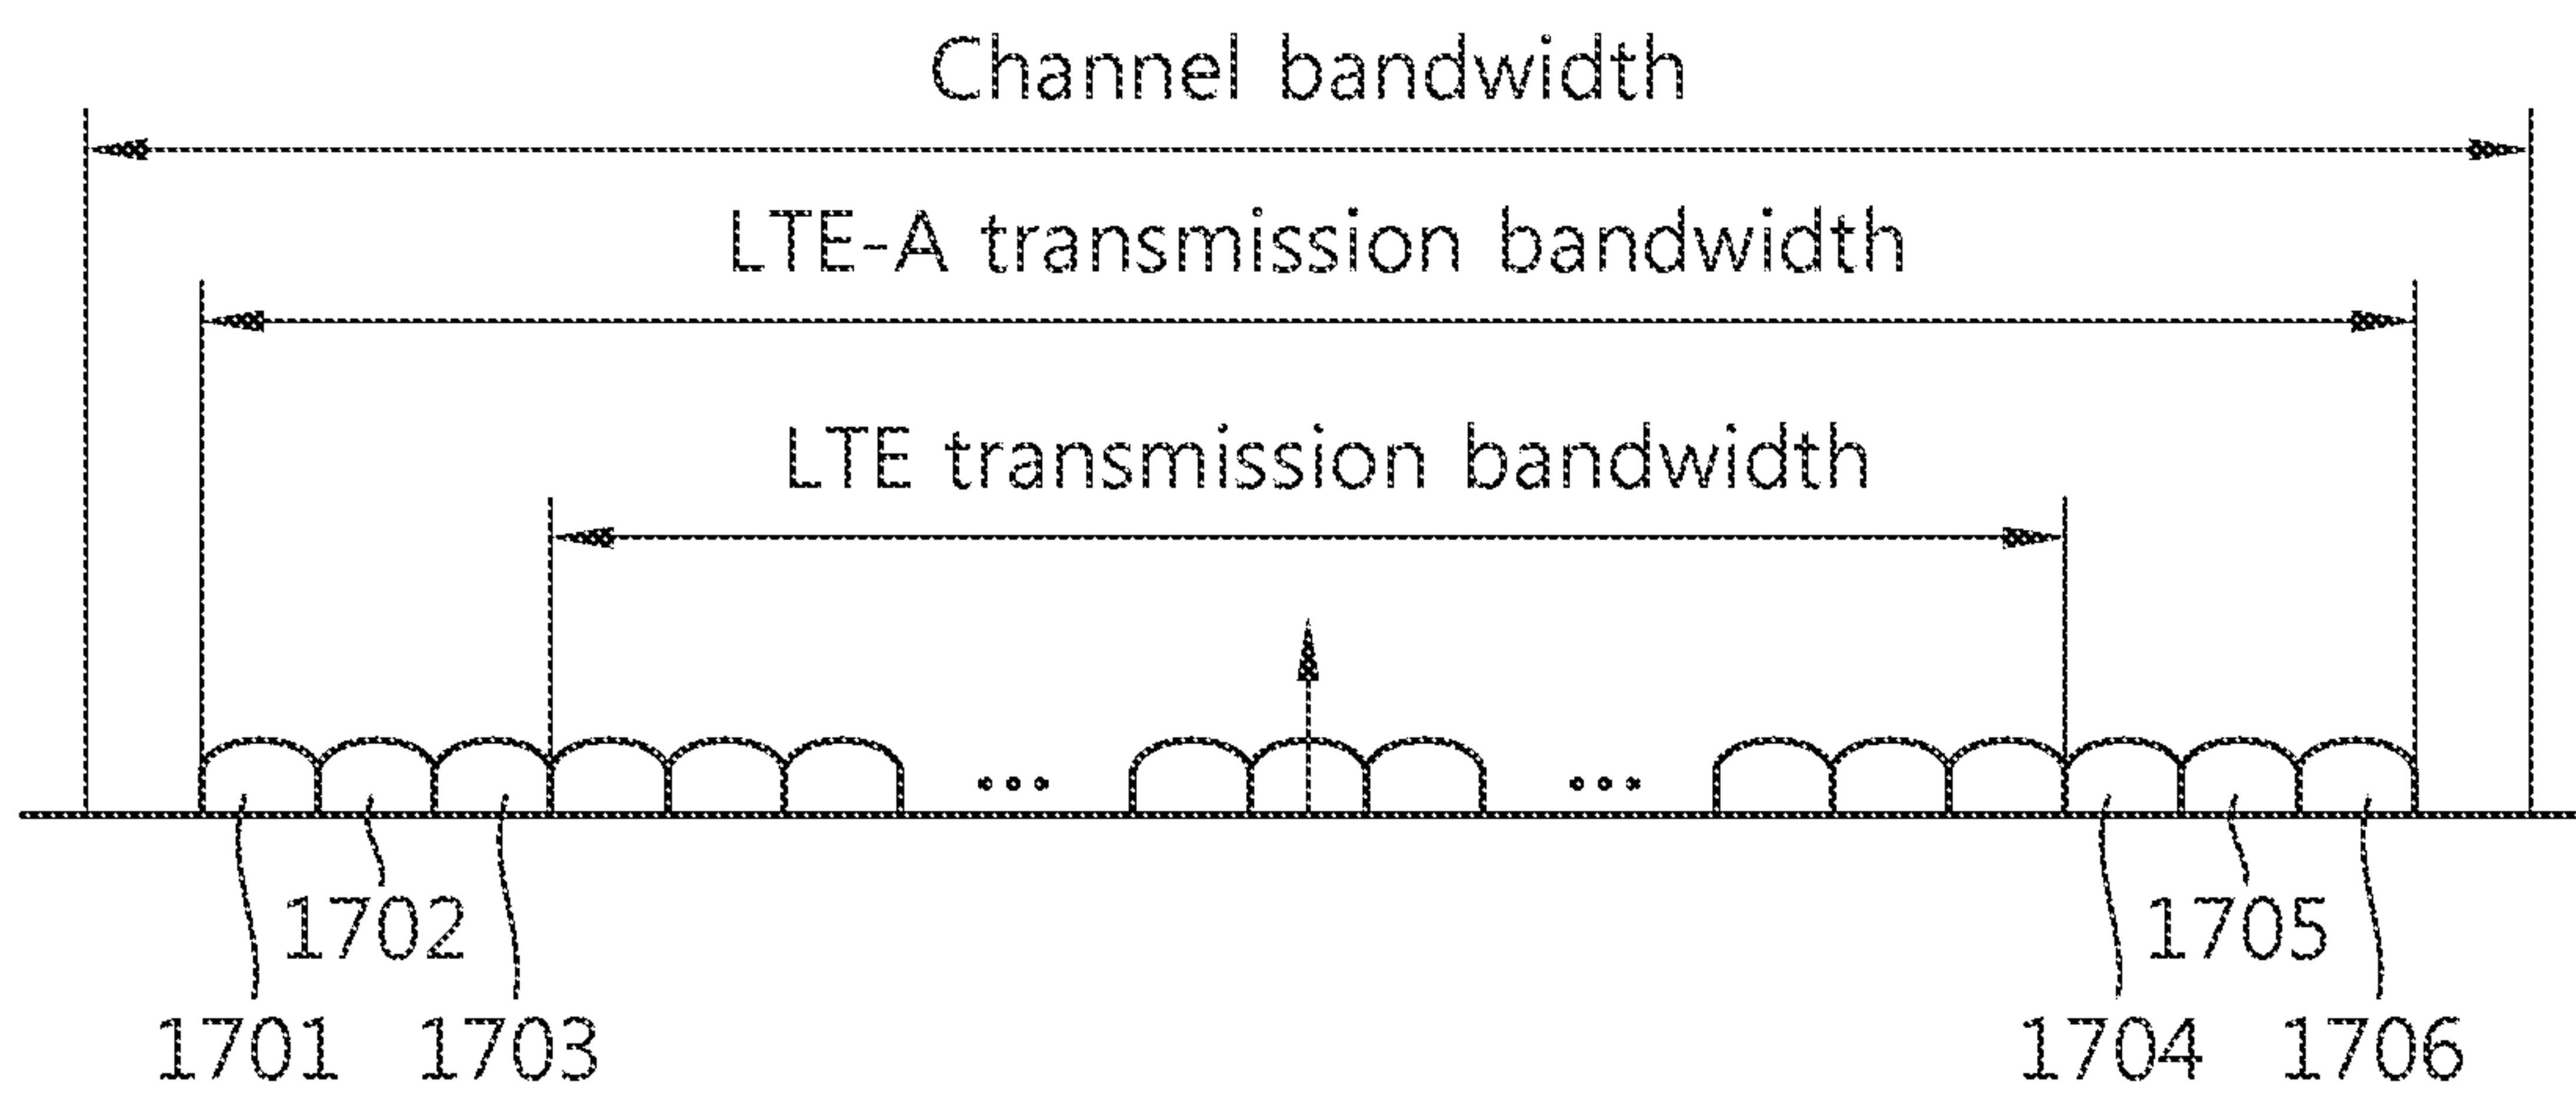 Channel bandwidth
LTE-A transmission bandwidth
LTE transmission bandwidth
1702
1705
1701
1703
1704
1706